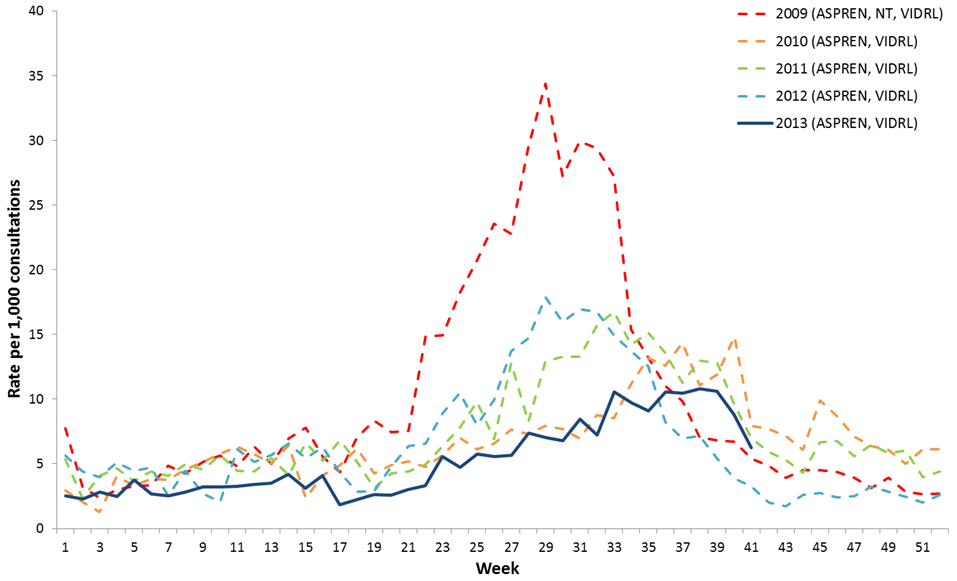 40
35
30
25
20
15
10
5
0
Rate per 1,000 consultations
2009 (ASPREN, NT, VIDRL)
2010 (ASPREN, VIDRL)
2011 (ASPREN, VIDRL)
2012 (ASPREN, VIDRL)
2013 (ASPREN, VIDRL)
1 3 5 7 9 11 13 15 17 19 21 23 25 27 29 31 33 35 37 39 41 43 45 47 49 51
Week